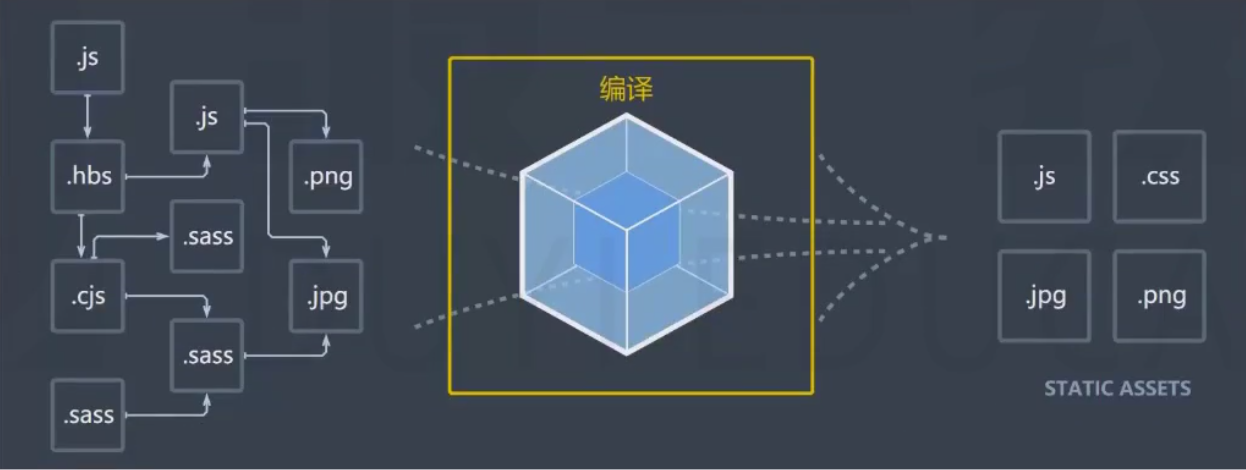 .js
.js
.hbs
.png
.sass
.cjs
.jpg
.sass
.sass
编译
.js
.css
.jpg
.png
STATIC ASSETS